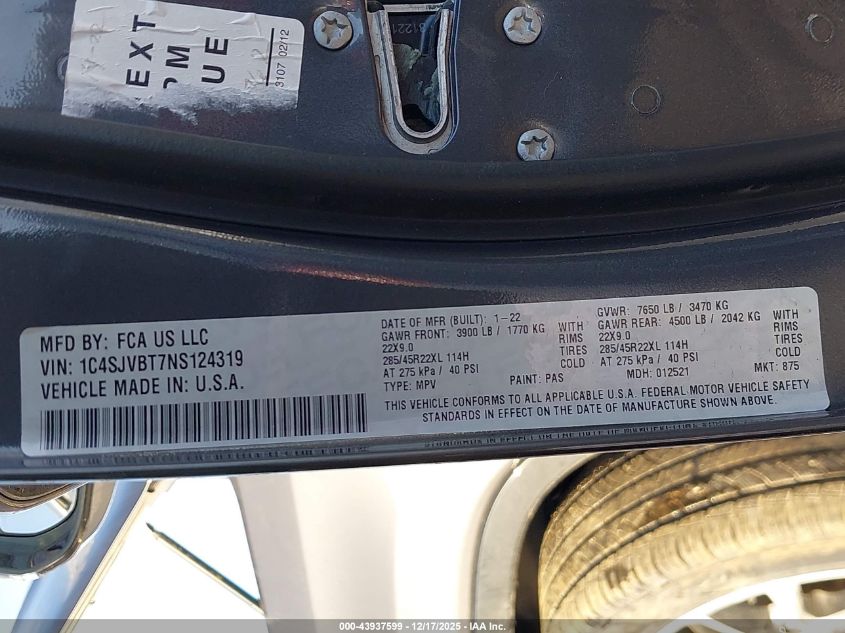 EXT
PM
UE
3107 02/12
MFD BY: FCA US LLC
VIN: 1C4SJVBT7NS124319
VEHICLE MADE IN U.S.A.
DATE OF MFR (BUILT): 1-22
GAWR FRONT: 3900 LB / 1770 KG WITH
22X9.0 RIMS
285/45R22XL 114H TIRES
AT 275 kPa / 40 PSI COLD
TYPE: MPV PAINT: PAS
GVWR: 7650 LB / 3470 KG
GAWR REAR: 4500 LB / 2042 KG WITH
22X9.0 RIMS
285/45R22XL 114H TIRES
AT 275 kPa / 40 PSI COLD
MDH: 012521 MKT: 875
THIS VEHICLE CONFORMS TO ALL APPLICABLE U.S.A. FEDERAL MOTOR VEHICLE SAFETY
STANDARDS IN EFFECT ON THE DATE OF MANUFACTURE SHOWN ABOVE.
000-43937599 - 12/17/2025 - IAA Inc.